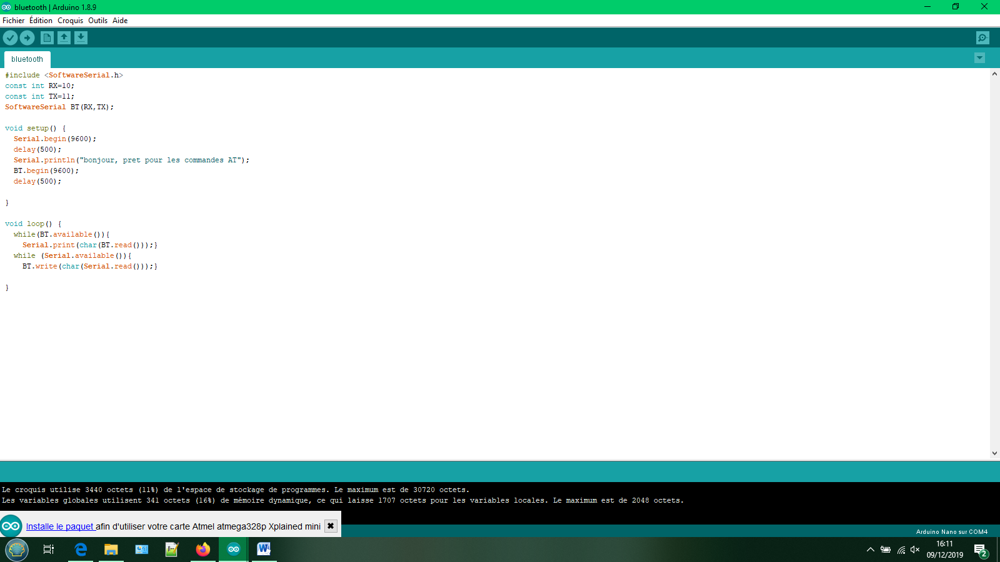 bluetooth | Arduino 1.8.9
Fichier Édition Croquis Outils Aide
bluetooth
#include <SoftwareSerial.h>
const int RX=10;
const int TX=11;
SoftwareSerial BT(RX,TX);
void setup() {
Serial.begin(9600);
delay(500);
Serial.println("bonjour, pret pour les commandes AT");
BT.begin(9600);
delay(500);
}
void loop() {
while(BT.available()){
Serial.print(char(BT.read()));}
while (Serial.available()){
BT.write(char(Serial.read()));}
}
Le croquis utilise 3440 octets (11%) de l'espace de stockage de programmes. Le maximum est de 30720 octets.
Les variables globales utilisent 341 octets (16%) de mémoire dynamique, ce qui laisse 1707 octets pour les variables locales. Le maximum est de 2048 octets.
Installe le paquet afin d'utiliser votre carte Atmel atmega328p Xplained mini
Arduino Nano sur COM4
16:11
09/12/2019
2